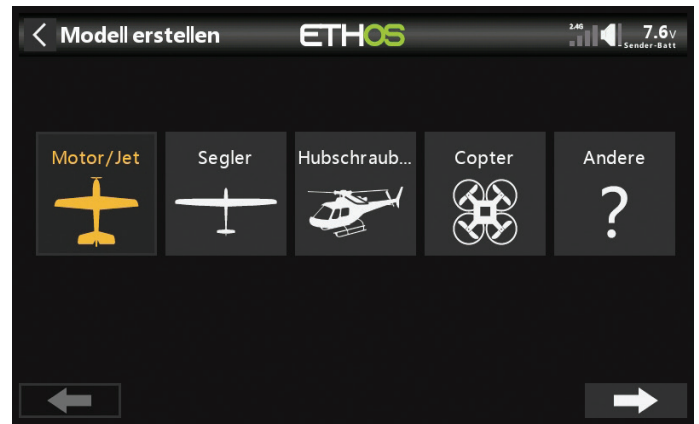 Modell erstellen ETHOS 2.4G 7.6V
Sender-Batt
Motor/Jet Segler Hubschraub... Copter Andere
?